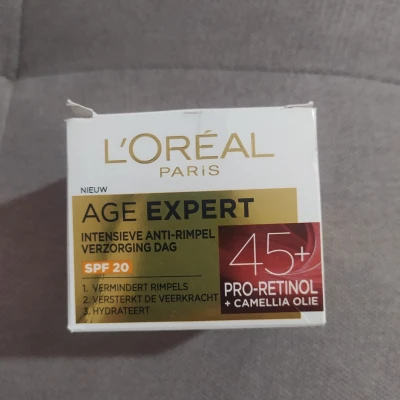 L'ORÉAL
PARIS
NIEUW
AGE EXPERT
INTENSIEVE ANTI-RIMPEL
VERZORGING DAG
SPF 20
1. VERMINDERT RIMPELS
2. VERSTERKT DE VEERKRACHT
3. HYDRATEERT
45+
PRO-RETINOL
+ CAMELLIA OLIE